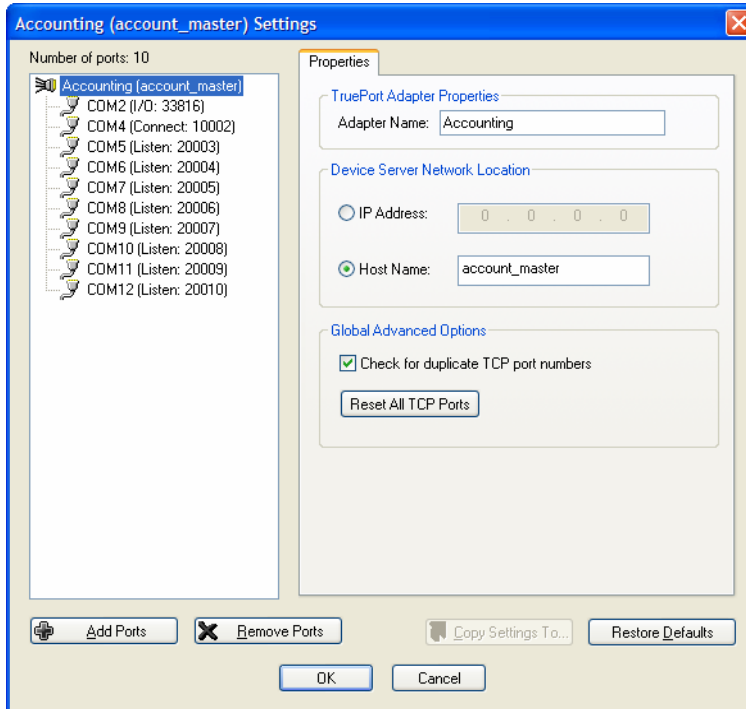 Accounting (account_master) Settings
Number of ports: 10
Accounting (account_master)
COM2 (I/O: 33816)
COM4 (Connect: 10002)
COM5 (Listen: 20003)
COM6 (Listen: 20004)
COM7 (Listen: 20005)
COM8 (Listen: 20006)
COM9 (Listen: 20007)
COM10 (Listen: 20008)
COM11 (Listen: 20009)
COM12 (Listen: 20010)
Properties
TruePort Adapter Properties
Adapter Name: Accounting
Device Server Network Location
IP Address: 0 . 0 . 0 . 0
Host Name: account_master
Global Advanced Options
Check for duplicate TCP port numbers
Reset All TCP Ports
Add Ports
Remove Ports
Copy Settings To...
Restore Defaults
OK
Cancel